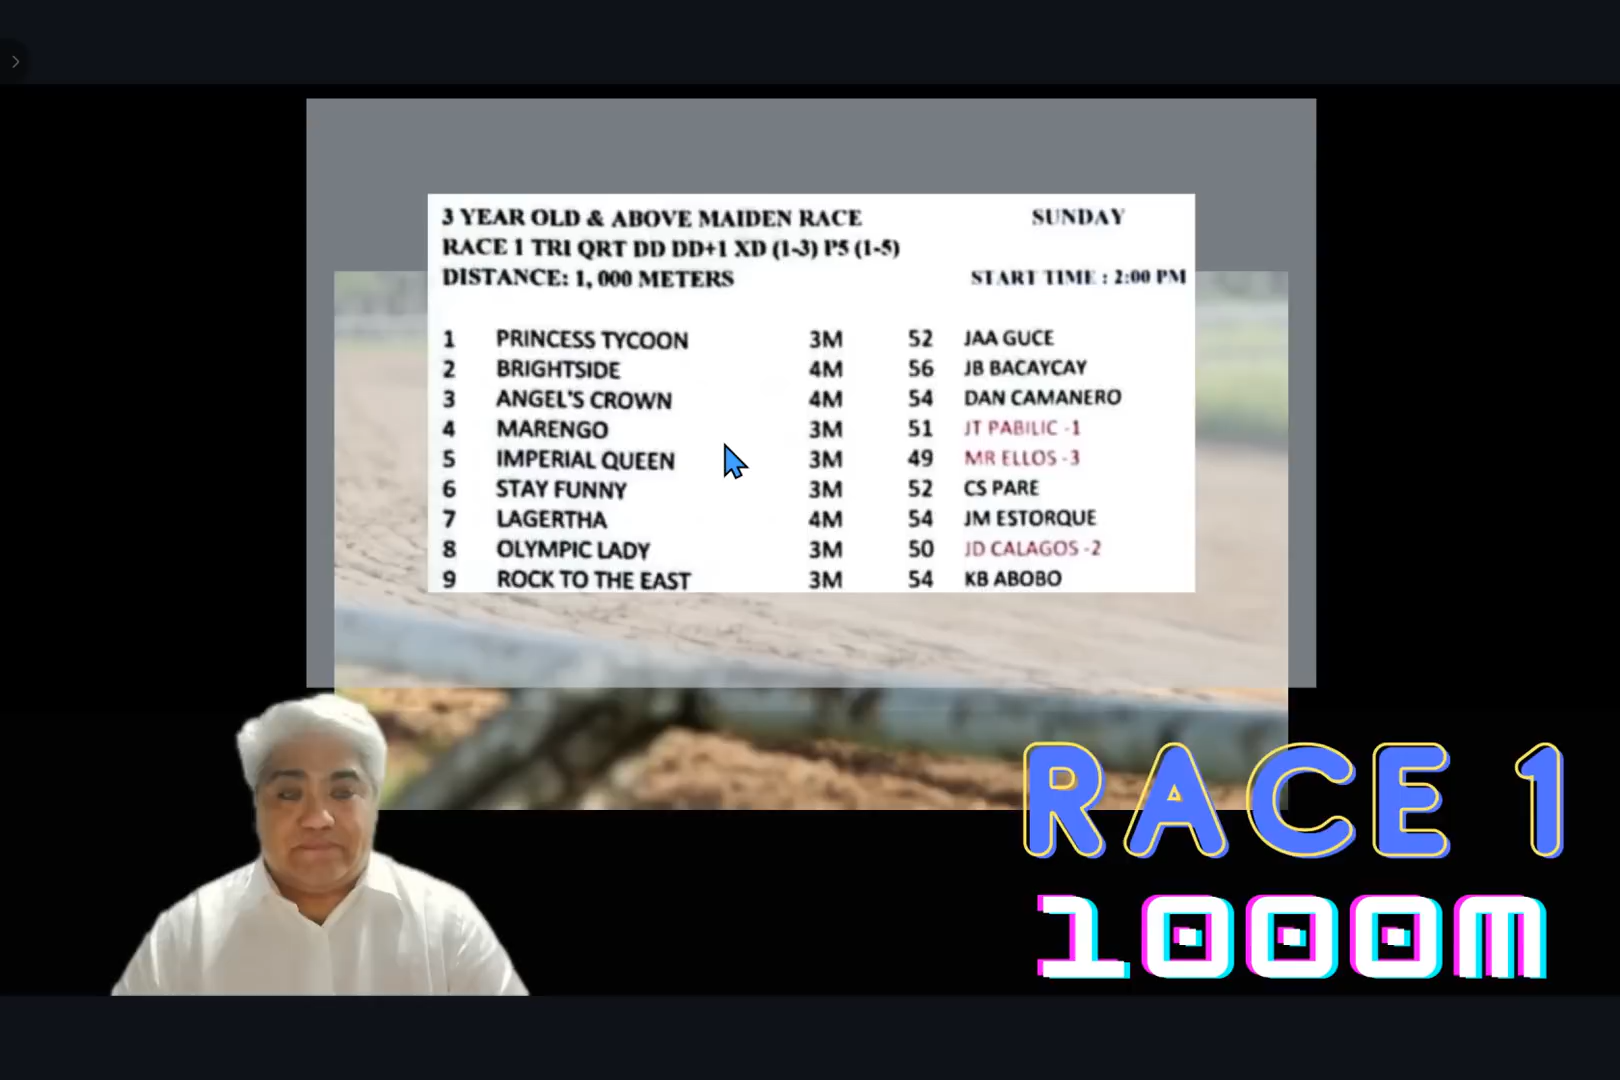 3 YEAR OLD & ABOVE MAIDEN RACE SUNDAY
RACE 1 TRI QRT DD DD+1 XD (1-3) P5 (1-5)
DISTANCE: 1, 000 METERS START TIME : 2:00 PM
1 PRINCESS TYCOON 3M 52 JAA GUCE
2 BRIGHTSIDE 4M 56 JB BACAYCAY
3 ANGEL'S CROWN 4M 54 DAN CAMANERO
4 MARENGO 3M 51 JT PABILIC -1
5 IMPERIAL QUEEN 3M 49 MR ELLOS -3
6 STAY FUNNY 3M 52 CS PARE
7 LAGERTHA 4M 54 JM ESTORQUE
8 OLYMPIC LADY 3M 50 JD CALAGOS -2
9 ROCK TO THE EAST 3M 54 KB ABOBO
RACE 1
1000M